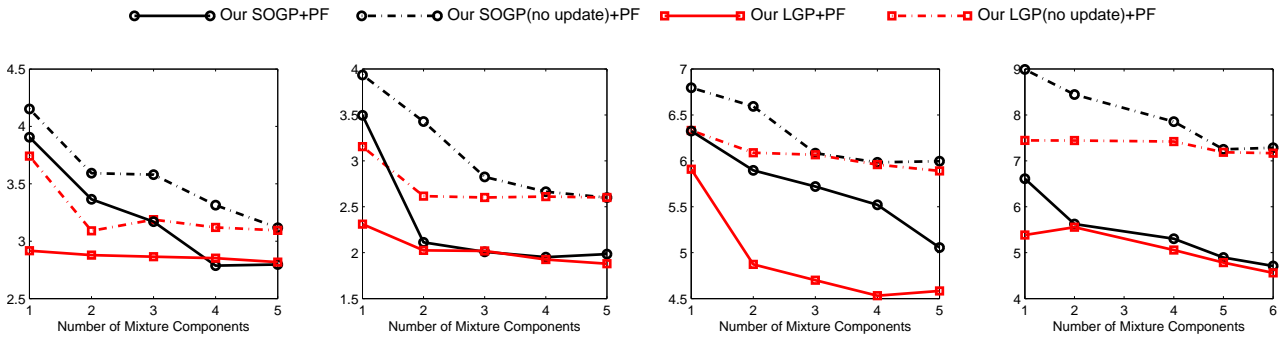 Our SOGP+PF Our SOGP(no update)+PF Our LGP+PF Our LGP(no update)+PF
4.5
4
3.5
3
2.5
1 2 3 4 5
Number of Mixture Components
4
3.5
3
2.5
2
1.5
1 2 3 4 5
Number of Mixture Components
7
6.5
6
5.5
5
4.5
1 2 3 4 5
Number of Mixture Components
9
8
7
6
5
4
1 2 3 4 5 6
Number of Mixture Components